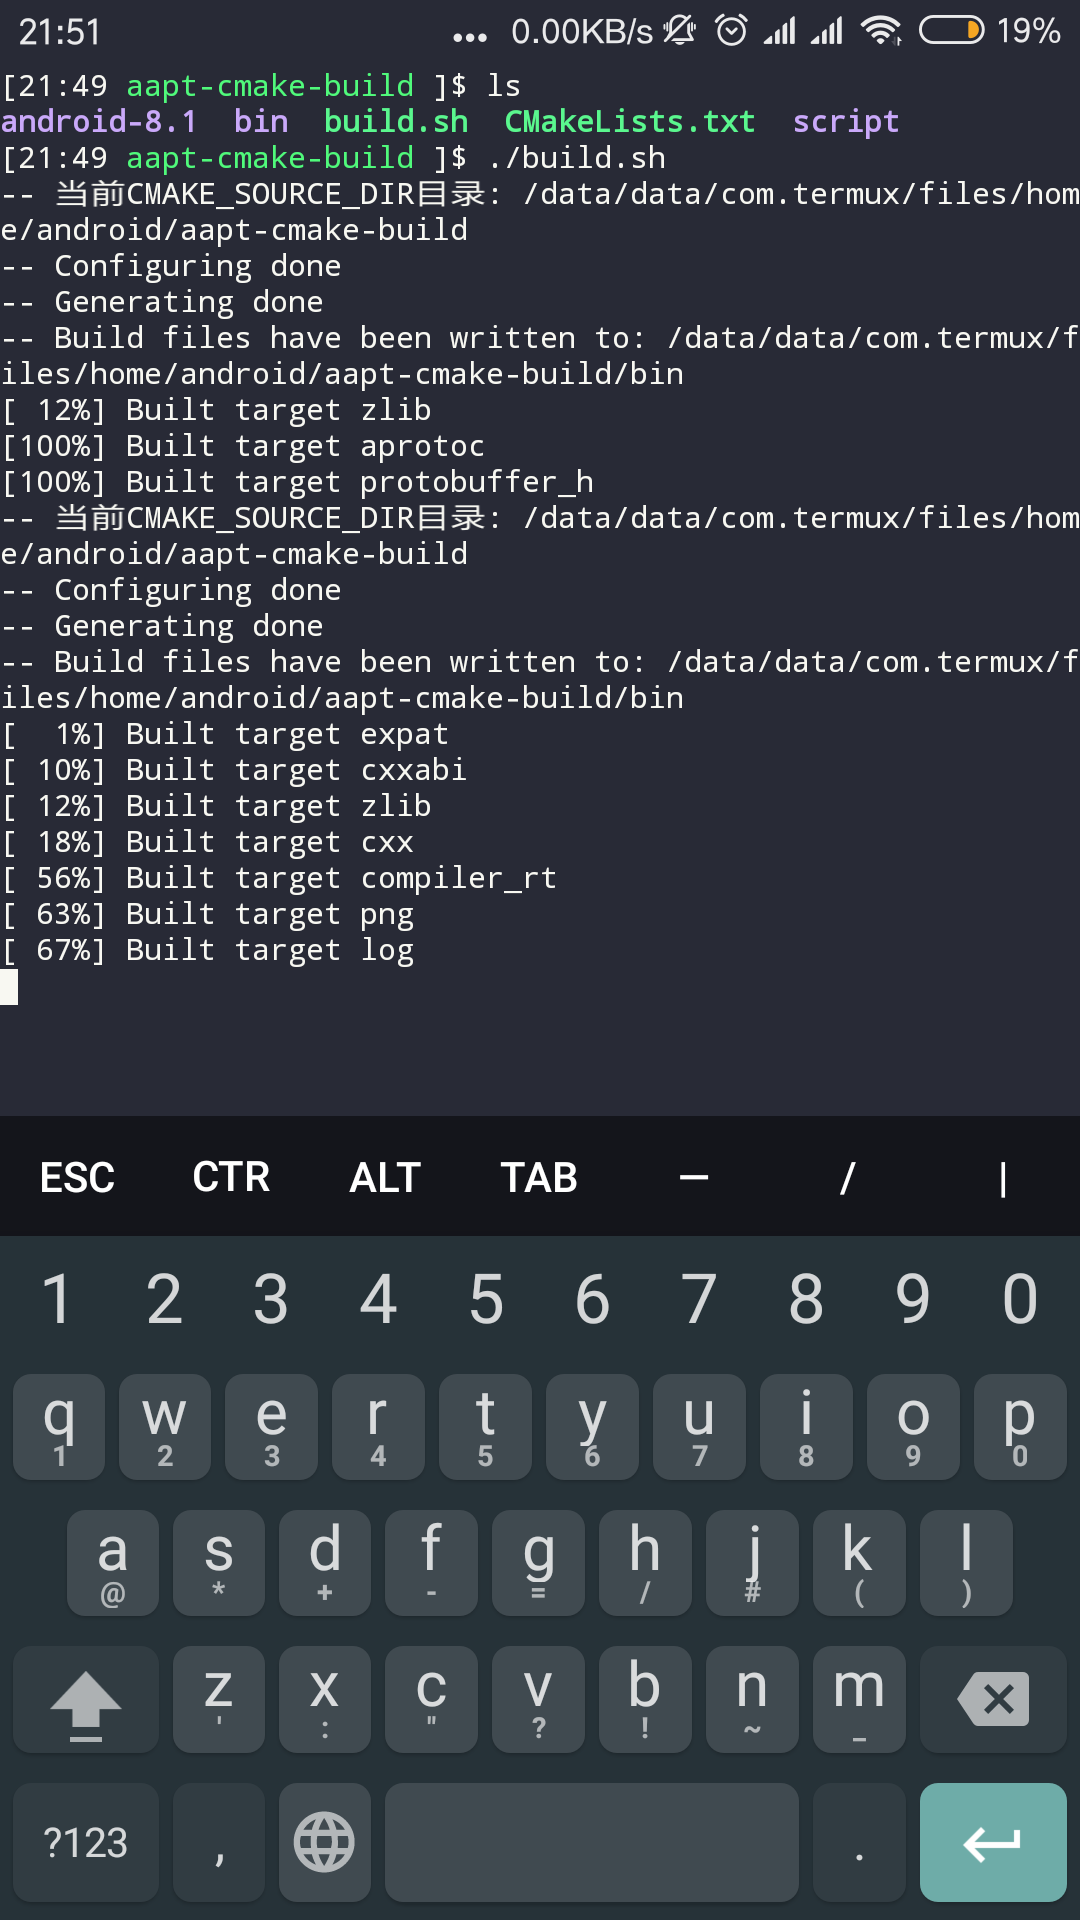 21:51 ... 0.00KB/s 19%
[21:49 aapt-cmake-build ]$ ls
android-8.1 bin build.sh CMakeLists.txt script
[21:49 aapt-cmake-build ]$ ./build.sh
-- 当前CMAKE_SOURCE_DIR目录: /data/data/com.termux/files/hom
e/android/aapt-cmake-build
-- Configuring done
-- Generating done
-- Build files have been written to: /data/data/com.termux/f
iles/home/android/aapt-cmake-build/bin
[ 12%] Built target zlib
[100%] Built target aprotoc
[100%] Built target protobuffer_h
-- 当前CMAKE_SOURCE_DIR目录: /data/data/com.termux/files/hom
e/android/aapt-cmake-build
-- Configuring done
-- Generating done
-- Build files have been written to: /data/data/com.termux/f
iles/home/android/aapt-cmake-build/bin
[  1%] Built target expat
[ 10%] Built target cxxabi
[ 12%] Built target zlib
[ 18%] Built target cxx
[ 56%] Built target compiler_rt
[ 63%] Built target png
[ 67%] Built target log
ESC CTR ALT TAB — / |
1 2 3 4 5 6 7 8 9 0
q w e r t y u i o p
1 2 3 4 5 6 7 8 9 0
a s d f g h j k l
@ * + - = / # ( )
z x c v b n m
' : " ? ! ~ _
?123 , .